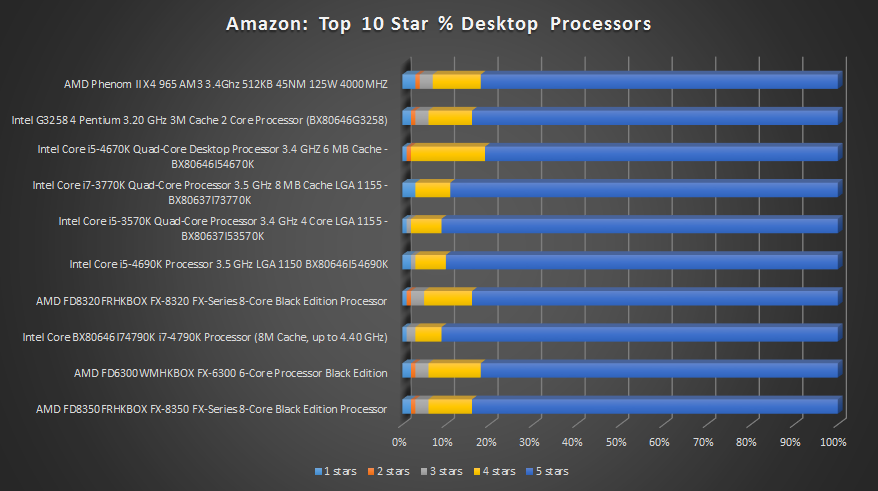 Amazon: Top 10 Star % Desktop Processors
AMD Phenom II X4 965 AM3 3.4Ghz 512KB 45NM 125W 4000MHZ
Intel G3258 4 Pentium 3.20 GHz 3M Cache 2 Core Processor (BX80646G3258)
Intel Core i5-4670K Quad-Core Desktop Processor 3.4 GHZ 6 MB Cache -
BX80646I54670K
Intel Core i7-3770K Quad-Core Processor 3.5 GHz 8 MB Cache LGA 1155 -
BX80637I73770K
Intel Core i5-3570K Quad-Core Processor 3.4 GHz 4 Core LGA 1155 -
BX80637I53570K
Intel Core i5-4690K Processor 3.5 GHz LGA 1150 BX80646I54690K
AMD FD8320FRHKBOX FX-8320 FX-Series 8-Core Black Edition Processor
Intel Core BX80646I74790K i7-4790K Processor (8M Cache, up to 4.40 GHz)
AMD FD6300WMHKBOX FX-6300 6-Core Processor Black Edition
AMD FD8350FRHKBOX FX-8350 FX-Series 8-Core Black Edition Processor
0% 10% 20% 30% 40% 50% 60% 70% 80% 90% 100%
1 stars 2 stars 3 stars 4 stars 5 stars